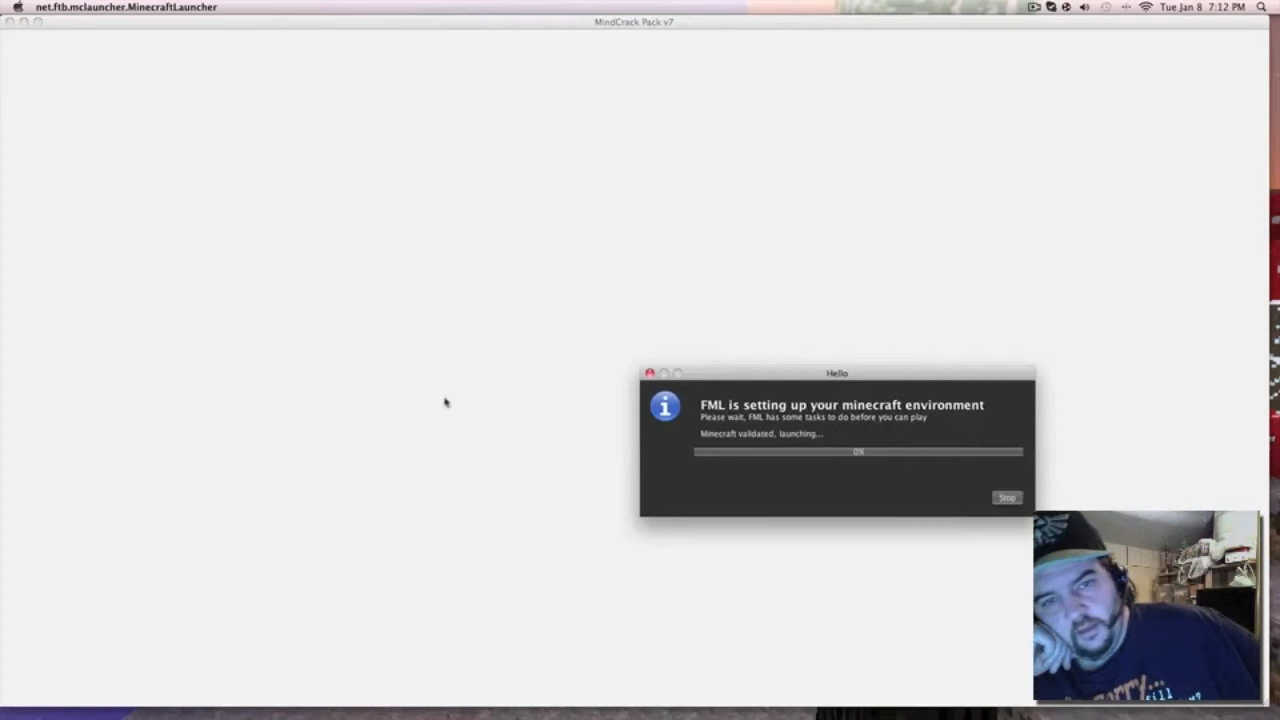 net.ftb.mclauncher.MinecraftLauncher
Tue Jan 8 7:12 PM
MindCrack Pack v7
Hello
FML is setting up your minecraft environment
Please wait, FML has some tasks to do before you can play
Minecraft validated, launching...
0%
Stop